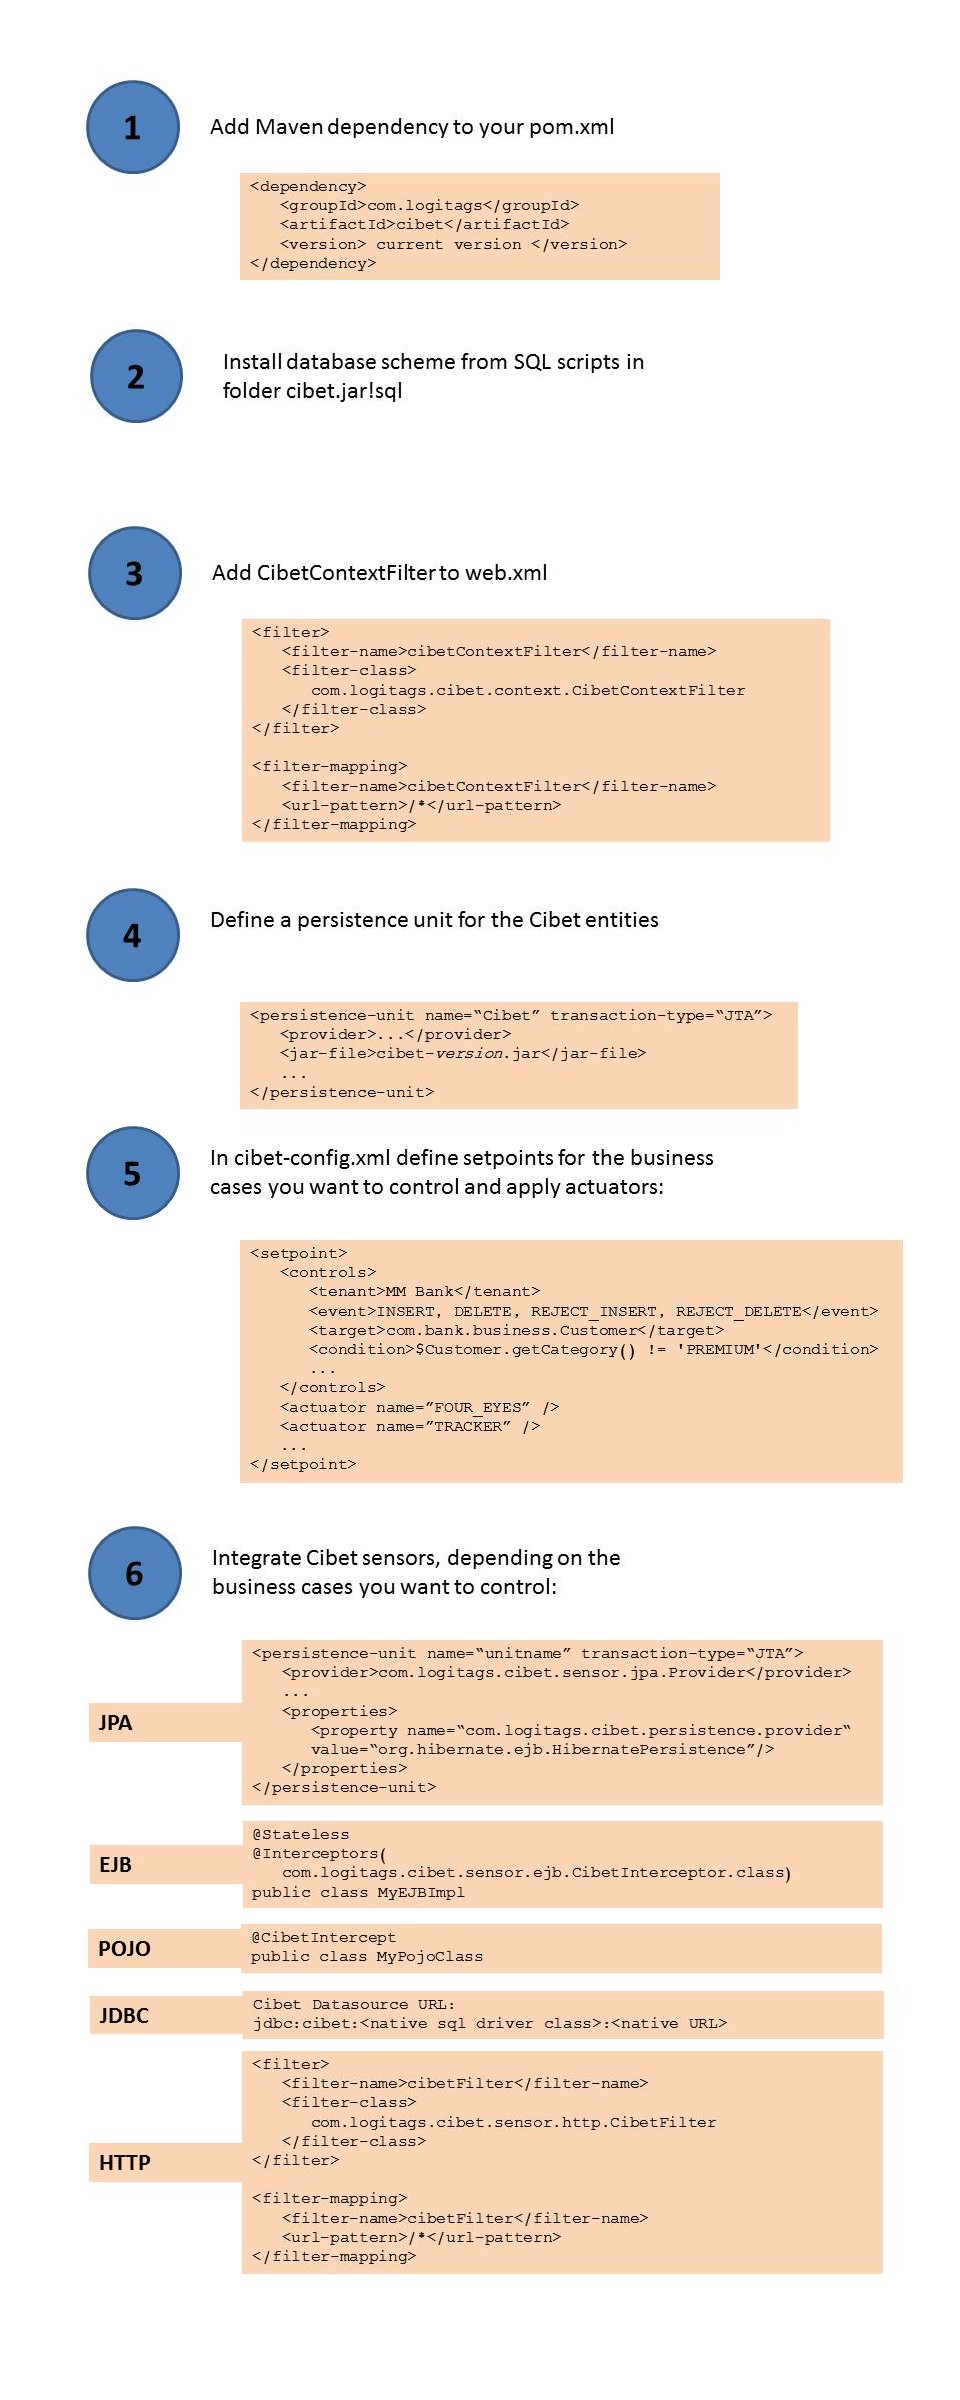 1
Add Maven dependency to your pom.xml
<dependency>
   <groupId>com.logitags</groupId>
   <artifactId>cibet</artifactId>
   <version> current version </version>
</dependency>
2
Install database scheme from SQL scripts in
folder cibet.jar!sql
3
Add CibetContextFilter to web.xml
<filter>
   <filter-name>cibetContextFilter</filter-name>
   <filter-class>
      com.logitags.cibet.context.CibetContextFilter
   </filter-class>
</filter>

<filter-mapping>
   <filter-name>cibetContextFilter</filter-name>
   <url-pattern>/*</url-pattern>
</filter-mapping>
4
Define a persistence unit for the Cibet entities
<persistence-unit name=“Cibet” transaction-type=“JTA”>
   <provider>...</provider>
   <jar-file>cibet-version.jar</jar-file>
   ...
</persistence-unit>
5
In cibet-config.xml define setpoints for the business
cases you want to control and apply actuators:
<setpoint>
   <controls>
      <tenant>MM Bank</tenant>
      <event>INSERT, DELETE, REJECT_INSERT, REJECT_DELETE</event>
      <target>com.bank.business.Customer</target>
      <condition>$Customer.getCategory() != 'PREMIUM'</condition>
      ...
   </controls>
   <actuator name=”FOUR_EYES” />
   <actuator name=”TRACKER” />
   ...
</setpoint>
6
Integrate Cibet sensors, depending on the
business cases you want to control:
JPA
<persistence-unit name=“unitname” transaction-type=“JTA”>
   <provider>com.logitags.cibet.sensor.jpa.Provider</provider>
   ...
   <properties>
      <property name=“com.logitags.cibet.persistence.provider“
      value=“org.hibernate.ejb.HibernatePersistence”/>
   </properties>
</persistence-unit>
EJB
@Stateless
@Interceptors(
      com.logitags.cibet.sensor.ejb.CibetInterceptor.class)
public class MyEJBImpl
POJO
@CibetIntercept
public class MyPojoClass
JDBC
Cibet Datasource URL:
jdbc:cibet:<native sql driver class>:<native URL>
HTTP
<filter>
   <filter-name>cibetFilter</filter-name>
   <filter-class>
      com.logitags.cibet.sensor.http.CibetFilter
   </filter-class>
</filter>

<filter-mapping>
   <filter-name>cibetFilter</filter-name>
   <url-pattern>/*</url-pattern>
</filter-mapping>